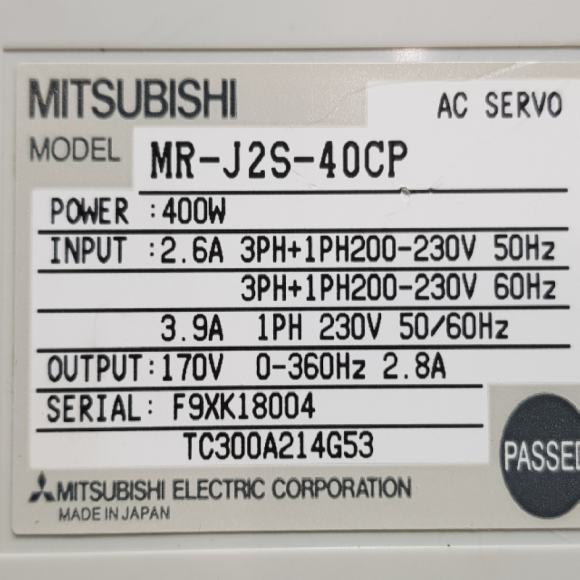 MITSUBISHI AC SERVO
MODEL MR-J2S-40CP
POWER :400W
INPUT :2.6A 3PH+1PH200-230V 50Hz
3PH+1PH200-230V 60Hz
3.9A 1PH 230V 50/60Hz
OUTPUT:170V 0-360Hz 2.8A
SERIAL: F9XK18004
TC300A214G53
PASSED
MITSUBISHI ELECTRIC CORPORATION
MADE IN JAPAN